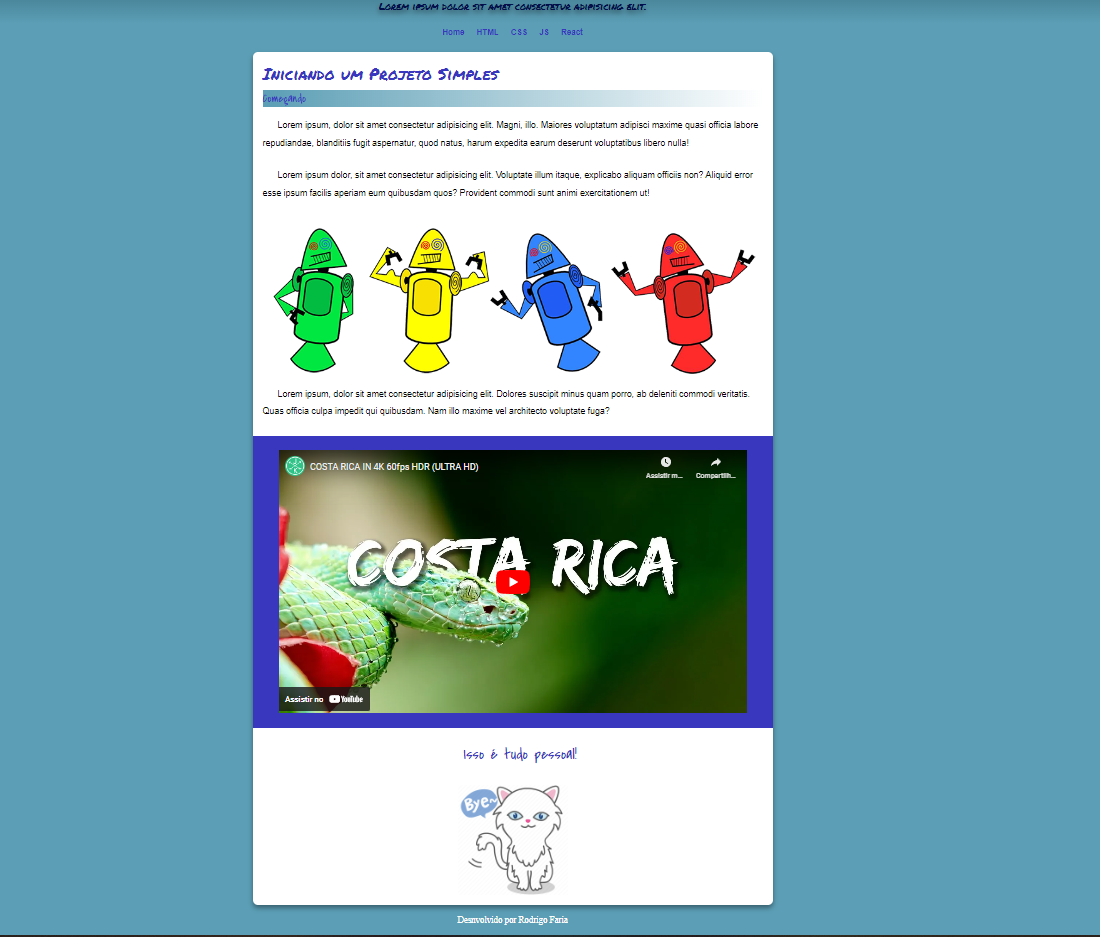 Lorem ipsum dolor sit amet consectetur adipisicing elit.
Home HTML CSS JS React
Iniciando um Projeto Simples
Começando
Lorem ipsum, dolor sit amet consectetur adipisicing elit. Magni, illo. Maiores voluptatum adipisci maxime quasi officia labore
repudiandae, blanditiis fugit aspernatur, quod natus, harum expedita earum deserunt voluptatibus libero nulla!
Lorem ipsum dolor, sit amet consectetur adipisicing elit. Voluptate illum itaque, explicabo aliquam officiis non? Aliquid error
esse ipsum facilis aperiam eum quibusdam quos? Provident commodi sunt animi exercitationem ut!
Lorem ipsum, dolor sit amet consectetur adipisicing elit. Dolores suscipit minus quam porro, ab deleniti commodi veritatis.
Quas officia culpa impedit qui quibusdam. Nam illo maxime vel architecto voluptate fuga?
COSTA RICA IN 4K 60fps HDR (ULTRA HD)
Assistir m... Compartilh...
COSTA RICA
Assistir no YouTube
Isso é tudo pessoal!
Bye~
Desnvolvido por Rodrigo Faria